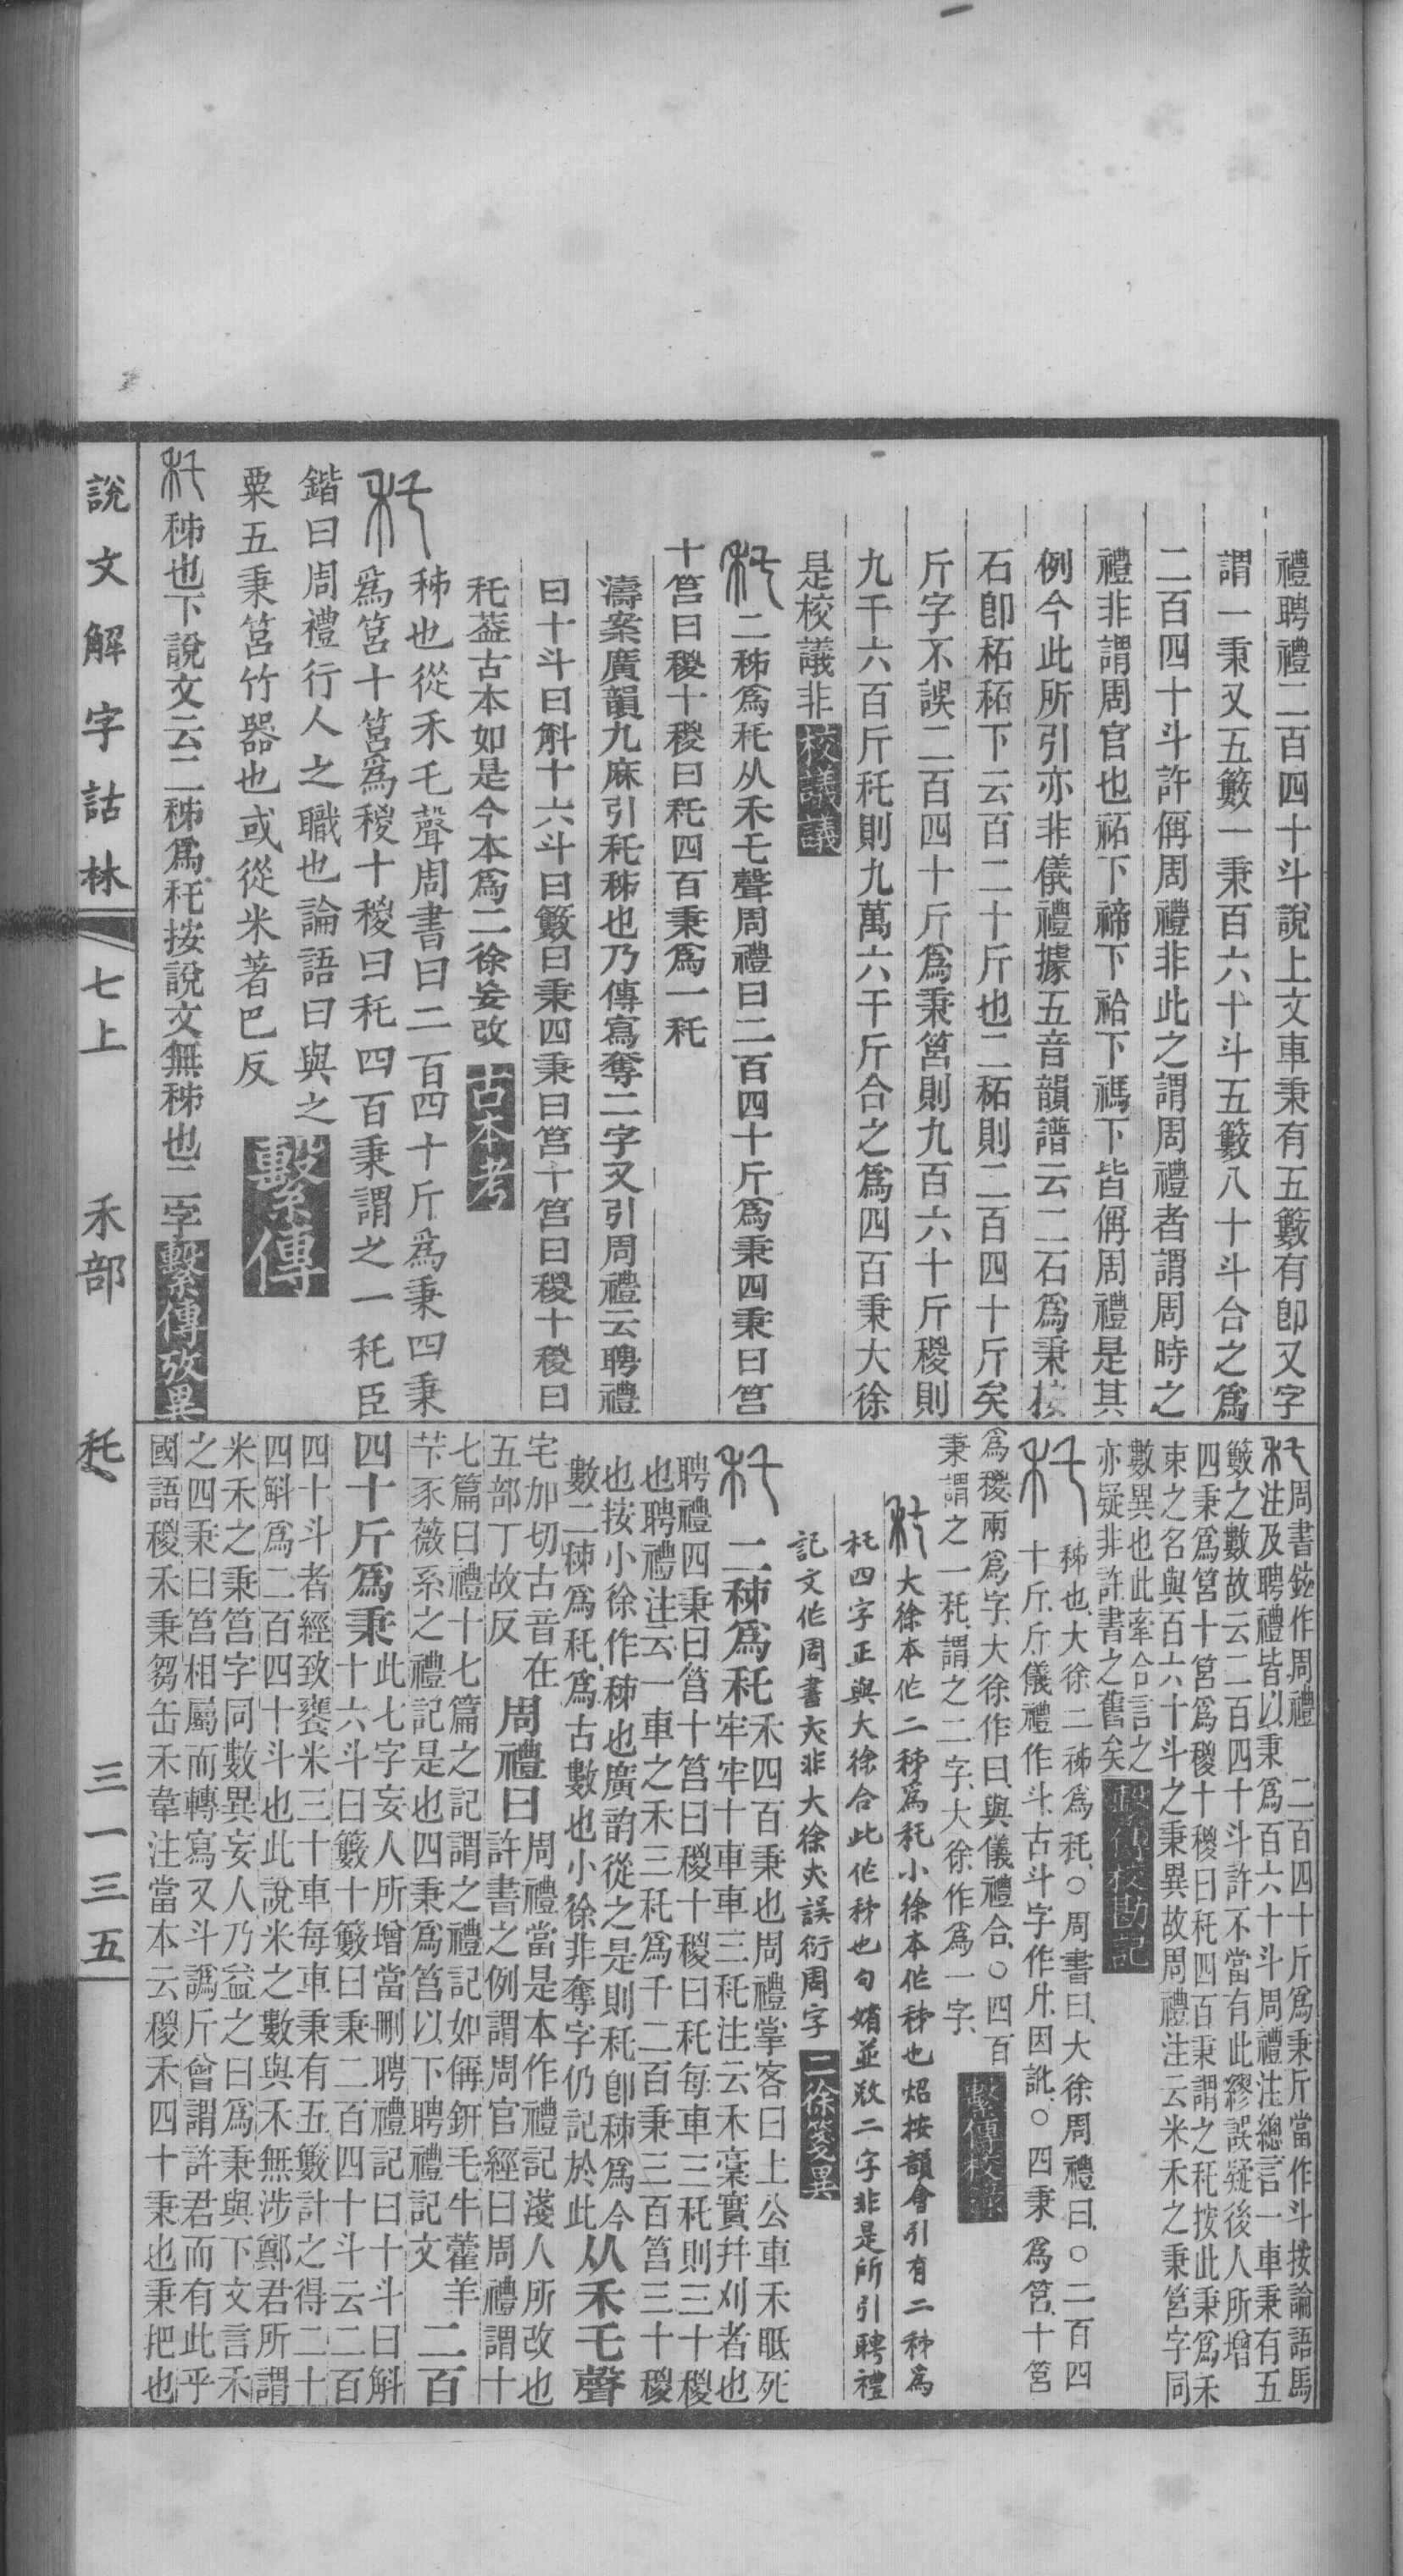 禮聘禮二百四十斗說上文車秉有五籔有卽又字
謂一秉又五籔一秉百六十斗五籔八十斗合之爲
二百四十斗許偁周禮非此之謂周禮者謂周時之
禮非謂周官也祏下禘下祫下禡下皆偁周禮是其
例今此所引亦非儀禮據五音韻譜云二石爲秉按
石卽䄷䄷下云百二十斤也二䄷則二百四十斤矣
斤字不誤二百四十斤爲秉筥則九百六十斤稯則
九千六百斤秅則九萬六千斤合之爲四百秉大徐
是校議非校議議
秅二秭爲秅从禾乇聲周禮曰二百四十斤爲秉四秉曰筥
十筥曰稯十稯曰秅四百秉爲一秅
濤案廣韻九麻引秅秭也乃傳寫奪二字又引周禮云聘禮
曰十斗曰斛十六斗曰籔曰秉四秉曰筥十筥曰稯十稯曰
秅葢古本如是今本爲二徐妄改古本考
秅秭也從禾乇聲周書曰二百四十斤爲秉四秉
爲筥十筥爲稯十稯曰秅四百秉謂之一秅臣
鍇曰周禮行人之職也論語曰與之
粟五秉筥竹器也或從米著巴反繫傳
秅秭也下說文云二秭爲秅按說文無秭也二字繫傳攷異
秅周書鉉作周禮二百四十斤爲秉斤當作斗按論語馬
注及聘禮皆以秉爲百六十斗周禮注總言一車秉有五
籔之數故云二百四十斗許不當有此繆誤疑後人所增
四秉爲筥十筥爲稯十稯曰秅四百秉謂之秅按此秉爲禾
束之名與百六十斗之秉異故周禮注云米禾之秉筥字同
數異也此牽合言之
亦疑非許書之舊矣繫傳校勘記
秅秭也大徐二秭爲秅○周書曰大徐周禮曰○二百四
十斤斤儀禮作斗古斗字作升因訛○四秉爲筥十筥
爲稯兩爲字大徐作曰與儀禮合○四百
秉謂之一秅謂之二字大徐作爲一字繫傳校錄
秅大徐本作二秭爲秅小徐本作秭也炤按韻會引有二秭爲
秅四字正與大徐合此作秭也句媘並敚二字非是所引聘禮
記文作周書亥非大徐亥誤衍周字二徐箋異
秅二秭爲秅禾四百秉也周禮掌客曰上公車禾眡死
牢牢十車車三秅注云禾稾實幷刈者也
聘禮四秉曰筥十筥曰稯十稯曰秅每車三秅則三十稯
也聘禮注云一車之禾三秅爲千二百秉三百筥三十稯
也按小徐作秭也廣韵從之是則秅卽秭爲今
數二秭爲秅爲古數也小徐非奪字仍記於此从禾乇聲
宅加切古音在
五部丁故反周禮曰周禮當是本作禮記淺人所改也
許書之例謂周官經曰周禮謂十
七篇曰禮十七篇之記謂之禮記如偁鈃毛牛藿羊
芐豕薇系之禮記是也四秉爲筥以下聘禮記文二百
四十斤爲秉此七字妄人所增當刪聘禮記曰十斗曰斛
十六斗曰籔十籔曰秉二百四十斗云二百
四十斗者經致饔米三十車每車秉有五籔計之得二十
四斛爲二百四十斗也此說米之數與禾無涉鄭君所謂
米禾之秉筥字同數異妄人乃益之曰爲秉與下文言禾
之四秉曰筥相屬而轉寫又斗譌斤曾謂許君而有此乎
國語稯禾秉芻缶禾韋注當本云稯禾四十秉也秉把也
說文解字詁林
七上
禾部
秅
三一三五